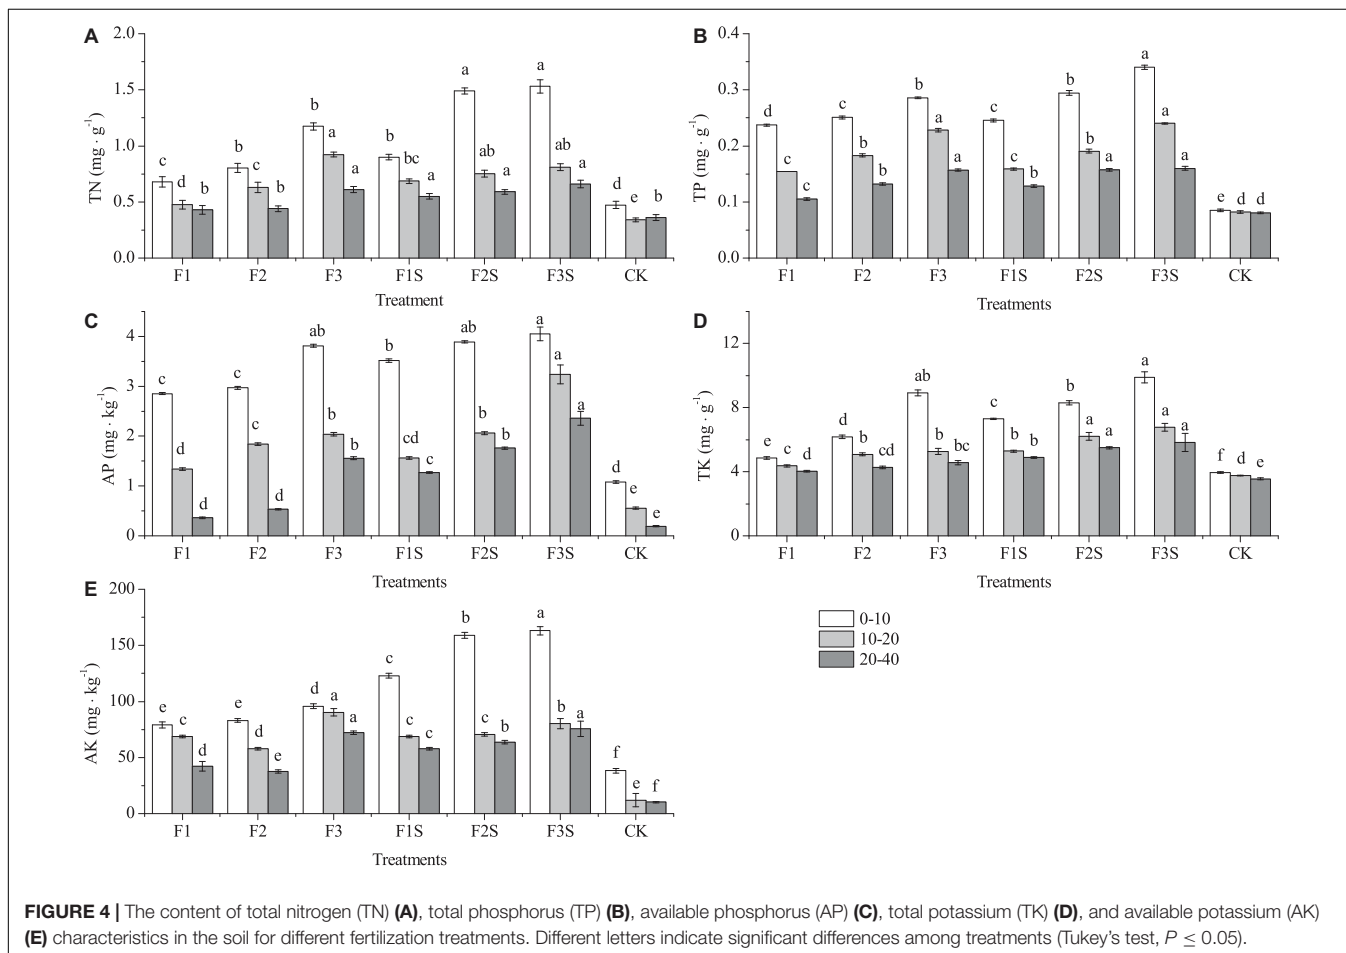 A
2.0
1.5
1.0
0.5
0.0
TN (mg · g-1)
c d b
b c b
b a a
b bc a
a ab a
a ab a
d e b
F1 F2 F3 F1S F2S F3S CK
Treatment
B
0.4
0.3
0.2
0.1
0.0
TP (mg · g-1)
d c c
c b b
b a a
c c b
b b a
a a a
e d d
F1 F2 F3 F1S F2S F3S CK
Treatments
C
4
3
2
1
0
AP (mg · kg-1)
c d d
c c d
ab b b
b cd c
ab b b
a a a
d e e
F1 F2 F3 F1S F2S F3S CK
Treatments
D
12
8
4
0
TK (mg · g-1)
e c d
d b cd
ab b bc
c b b
b a a
a a a
f d e
F1 F2 F3 F1S F2S F3S CK
Treatments
E
200
150
100
50
0
AK (mg · kg-1)
e c d
e d e
d a a
c c c
b c b
a b a
f e f
F1 F2 F3 F1S F2S F3S CK
Treatments
0-10
10-20
20-40
FIGURE 4 | The content of total nitrogen (TN) (A), total phosphorus (TP) (B), available phosphorus (AP) (C), total potassium (TK) (D), and available potassium (AK)
(E) characteristics in the soil for different fertilization treatments. Different letters indicate significant differences among treatments (Tukey's test, P ≤ 0.05).